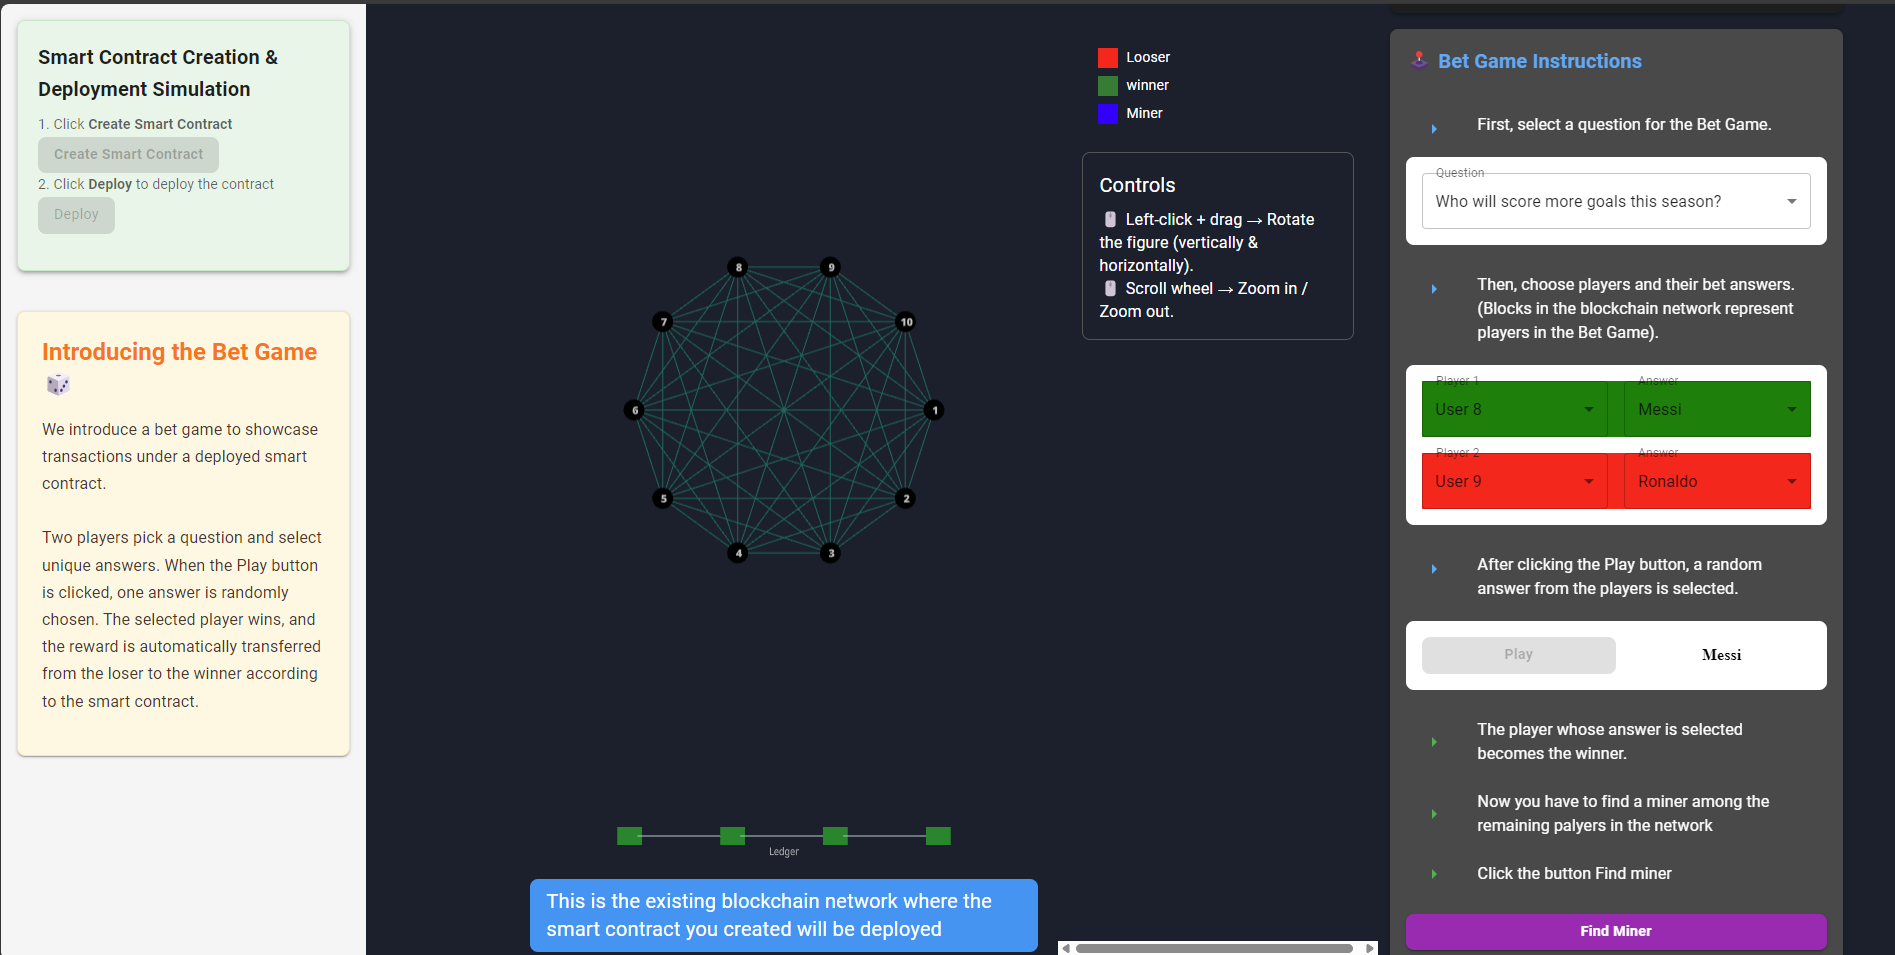 Smart Contract Creation &
Deployment Simulation
1. Click Create Smart Contract
Create Smart Contract
2. Click Deploy to deploy the contract
Deploy
Introducing the Bet Game
We introduce a bet game to showcase
transactions under a deployed smart
contract.
Two players pick a question and select
unique answers. When the Play button
is clicked, one answer is randomly
chosen. The selected player wins, and
the reward is automatically transferred
from the loser to the winner according
to the smart contract.
8
9
7
10
6
1
5
2
4
3
Ledger
This is the existing blockchain network where the
smart contract you created will be deployed
Looser
winner
Miner
Controls
Left-click + drag → Rotate
the figure (vertically &
horizontally).
Scroll wheel → Zoom in /
Zoom out.
Bet Game Instructions
First, select a question for the Bet Game.
Question
Who will score more goals this season?
Then, choose players and their bet answers.
(Blocks in the blockchain network represent
players in the Bet Game).
Player 1
Answer
User 8
Messi
Player 2
Answer
User 9
Ronaldo
After clicking the Play button, a random
answer from the players is selected.
Play
Messi
The player whose answer is selected
becomes the winner.
Now you have to find a miner among the
remaining palyers in the network
Click the button Find miner
Find Miner